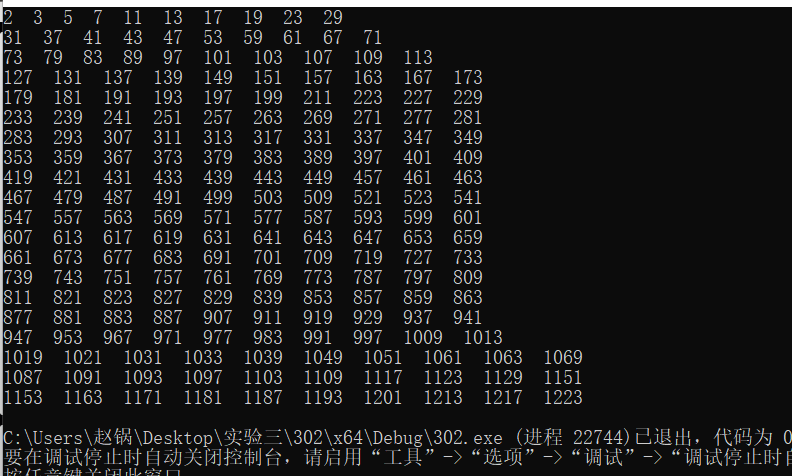 2  3  5  7  11  13  17  19  23  29
31  37  41  43  47  53  59  61  67  71
73  79  83  89  97  101  103  107  109  113
127  131  137  139  149  151  157  163  167  173
179  181  191  193  197  199  211  223  227  229
233  239  241  251  257  263  269  271  277  281
283  293  307  311  313  317  331  337  347  349
353  359  367  373  379  383  389  397  401  409
419  421  431  433  439  443  449  457  461  463
467  479  487  491  499  503  509  521  523  541
547  557  563  569  571  577  587  593  599  601
607  613  617  619  631  641  643  647  653  659
661  673  677  683  691  701  709  719  727  733
739  743  751  757  761  769  773  787  797  809
811  821  823  827  829  839  853  857  859  863
877  881  883  887  907  911  919  929  937  941
947  953  967  971  977  983  991  997  1009  1013
1019  1021  1031  1033  1039  1049  1051  1061  1063  1069
1087  1091  1093  1097  1103  1109  1117  1123  1129  1151
1153  1163  1171  1181  1187  1193  1201  1213  1217  1223
C:\Users\赵锅\Desktop\实验三\302\x64\Debug\302.exe (进程 22744)已退出，代码为 0
要在调试停止时自动关闭控制台，请启用“工具”->“选项”->“调试”->“调试停止时自
按任意键关闭此窗口